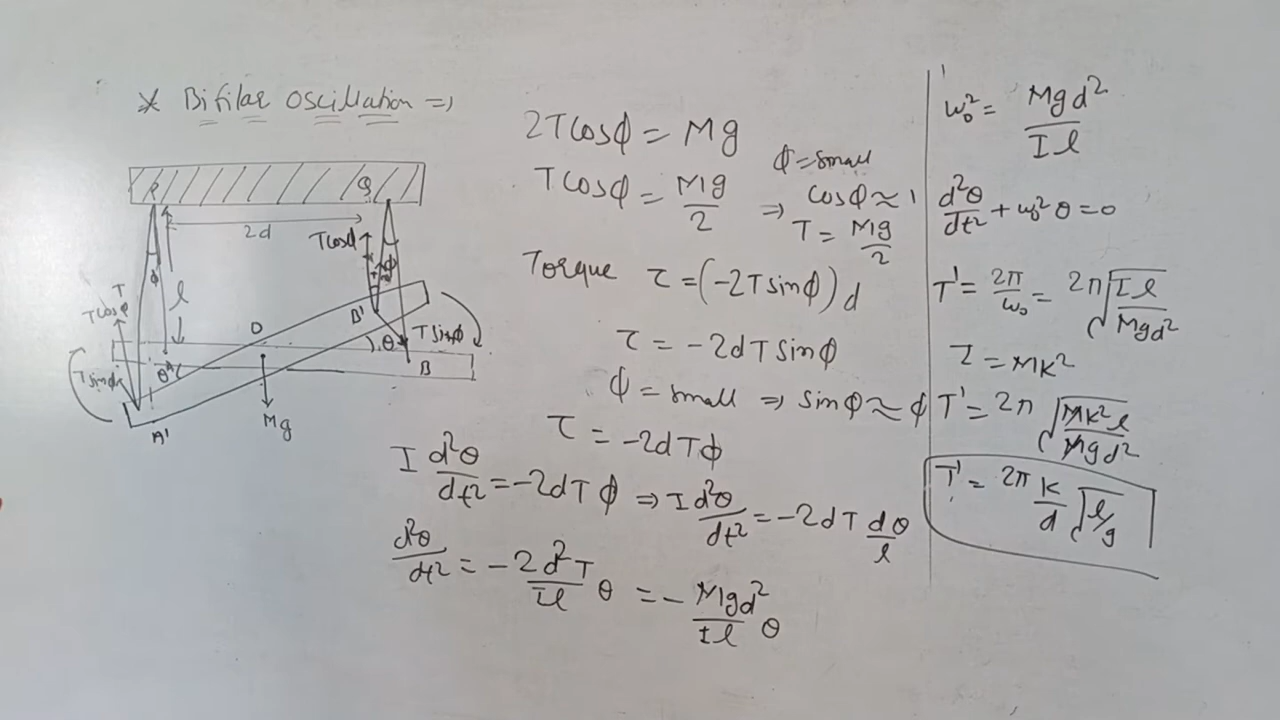 * Bifilar Oscillation ⇒
P Q
2d
Tcosφ
φ
φ
l
T
Tcosφ
T
B'
O
Tsinφ
θ
B
Tsinφ
θ
A'
Mg
2Tcosφ = Mg
Tcosφ = Mg/2 ⇒ φ = small
cosφ ≈ 1
T = Mg/2
Torque τ = (-2Tsinφ)d
τ = -2dTsinφ
φ = small ⇒ sinφ ≈ φ
τ = -2dTφ
I d²θ/dt² = -2dTφ ⇒ I d²θ/dt² = -2dT dθ/l
d²θ/dt² = -2d²T/Il θ = - Mgd²/Il θ
ω₀² = Mgd²/Il
d²θ/dt² + ω₀²θ = 0
T' = 2π/ω₀ = 2π√(Il/Mgd²)
I = MK²
T' = 2π√(MK²l/Mgd²)
T' = 2π K/d √(l/g)